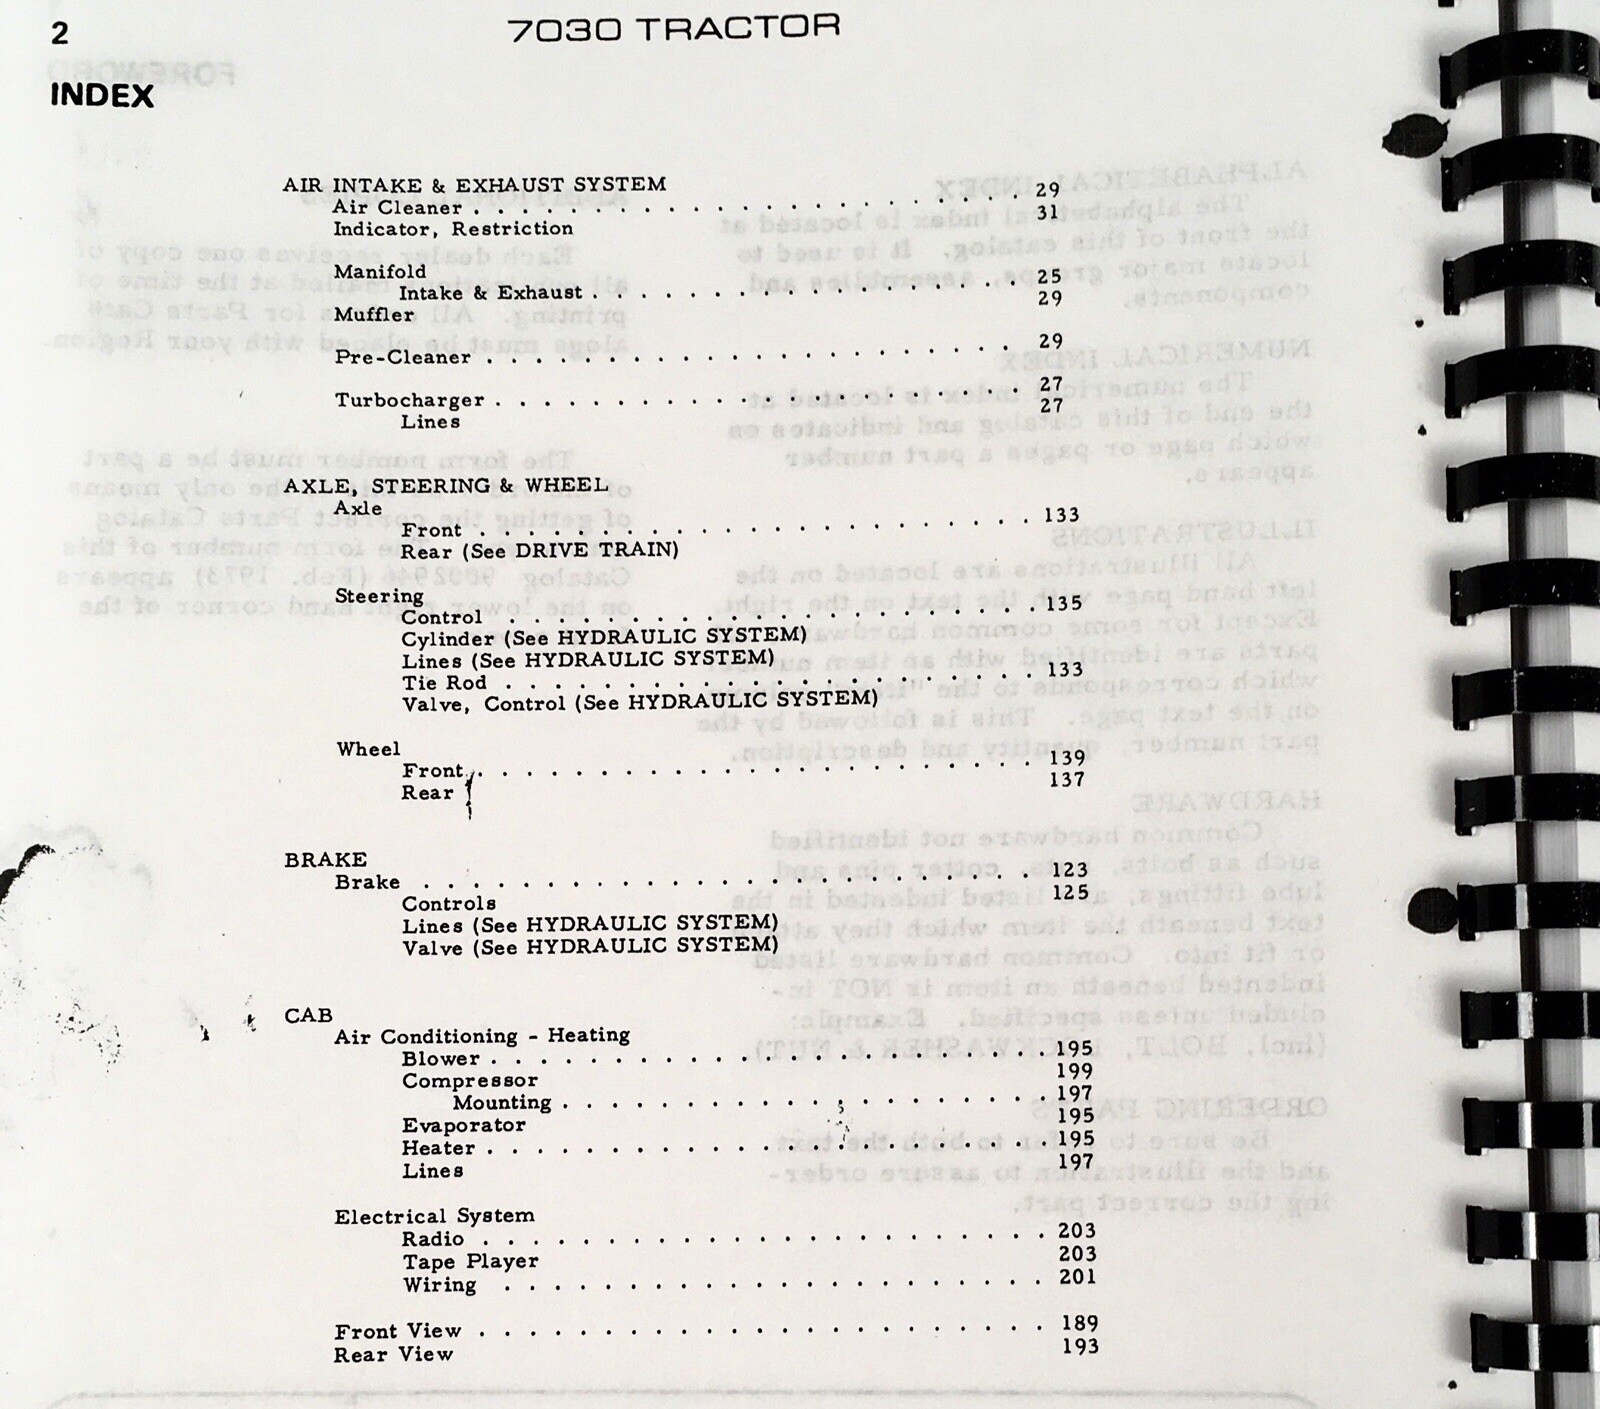 2
7030 TRACTOR
INDEX
AIR INTAKE & EXHAUST SYSTEM
Air Cleaner . . . . . . . . . . . . . . . . . . . . . . 29
Indicator, Restriction 31
Manifold
Intake & Exhaust . . . . . . . . . . . . . . . . . 25
Muffler 29
Pre-Cleaner . . . . . . . . . . . . . . . . . . . 29
Turbocharger . . . . . . . . . . . . . . . . . . . 27
Lines 27
AXLE, STEERING & WHEEL
Axle
Front . . . . . . . . . . . . . . . . . . . . 133
Rear (See DRIVE TRAIN)
Steering
Control . . . . . . . . . . . . . . . . . . . 135
Cylinder (See HYDRAULIC SYSTEM)
Lines (See HYDRAULIC SYSTEM)
Tie Rod . . . . . . . . . . . . . . . . . . . 133
Valve, Control (See HYDRAULIC SYSTEM)
Wheel
Front . . . . . . . . . . . . . . . . . . . . 139
Rear 137
BRAKE
Brake . . . . . . . . . . . . . . . . . . . . . . 123
Controls 125
Lines (See HYDRAULIC SYSTEM)
Valve (See HYDRAULIC SYSTEM)
CAB
Air Conditioning - Heating
Blower . . . . . . . . . . . . . . . . . . . . 195
Compressor 199
Mounting . . . . . . . . . . . . . . . . . . 197
Evaporator 195
Heater . . . . . . . . . . . . . . . . . . . . 195
Lines 197
Electrical System
Radio . . . . . . . . . . . . . . . . . . . . 203
Tape Player 203
Wiring . . . . . . . . . . . . . . . . . . . 201
Front View . . . . . . . . . . . . . . . . . . . . 189
Rear View 193